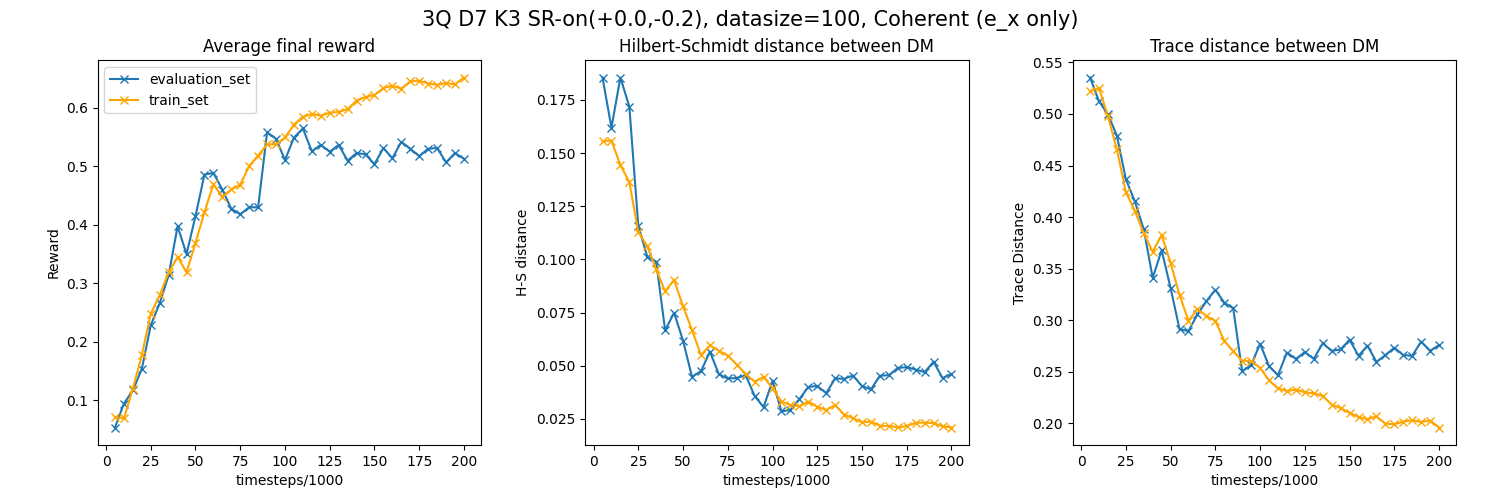 3Q D7 K3 SR-on(+0.0,-0.2), datasize=100, Coherent (e_x only)
Average final reward
Reward
0.6
0.5
0.4
0.3
0.2
0.1
evaluation_set
train_set
0 25 50 75 100 125 150 175 200
timesteps/1000
Hilbert-Schmidt distance between DM
H-S distance
0.175
0.150
0.125
0.100
0.075
0.050
0.025
0 25 50 75 100 125 150 175 200
timesteps/1000
Trace distance between DM
Trace Distance
0.55
0.50
0.45
0.40
0.35
0.30
0.25
0.20
0 25 50 75 100 125 150 175 200
timesteps/1000